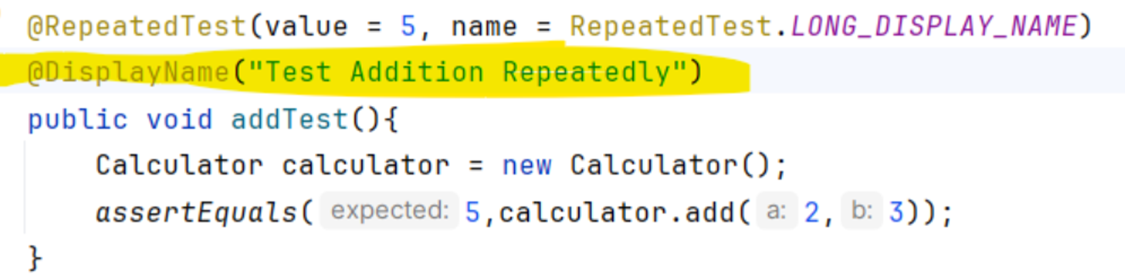 @RepeatedTest(value = 5, name = RepeatedTest.LONG_DISPLAY_NAME)
@DisplayName("Test Addition Repeatedly")
public void addTest(){
    Calculator calculator = new Calculator();
    assertEquals( expected: 5,calculator.add( a: 2, b: 3));
}